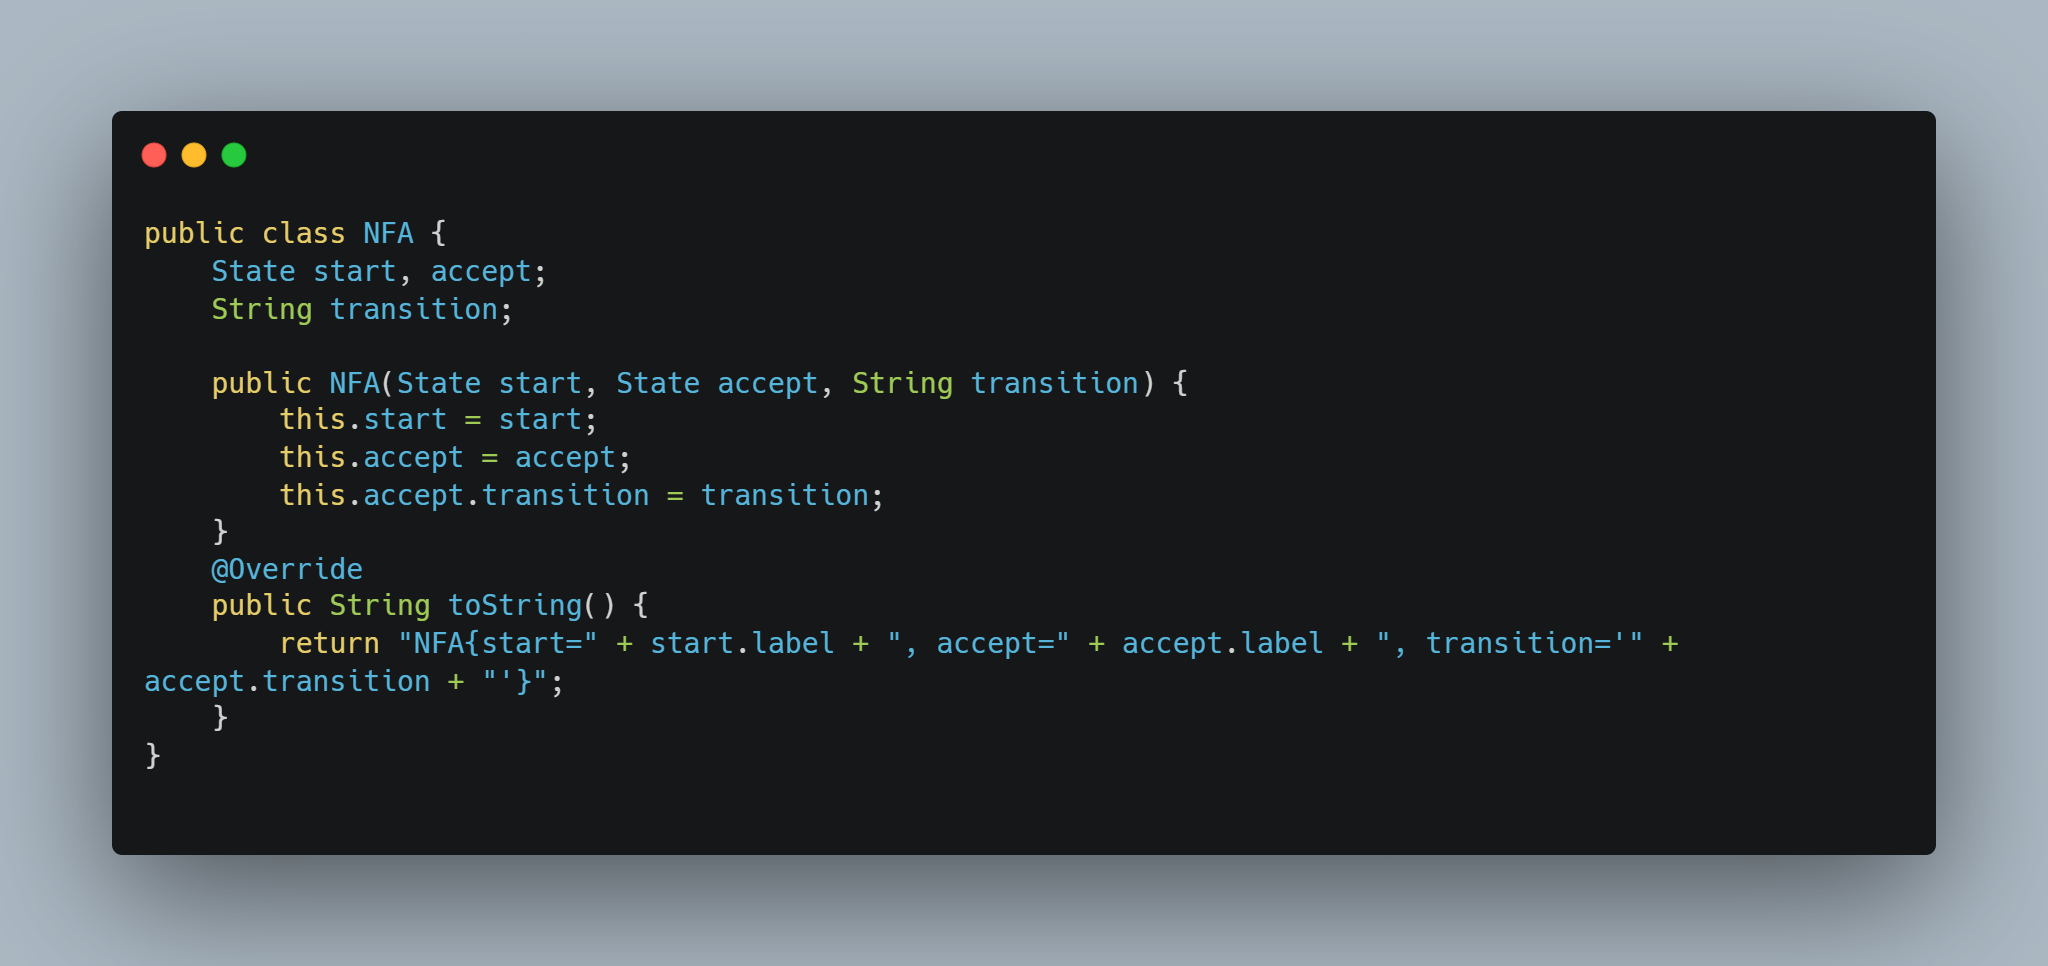 public class NFA {
    State start, accept;
    String transition;

    public NFA(State start, State accept, String transition) {
        this.start = start;
        this.accept = accept;
        this.accept.transition = transition;
    }
    @Override
    public String toString() {
        return "NFA{start=" + start.label + ", accept=" + accept.label + ", transition='" +
accept.transition + "'}";
    }
}